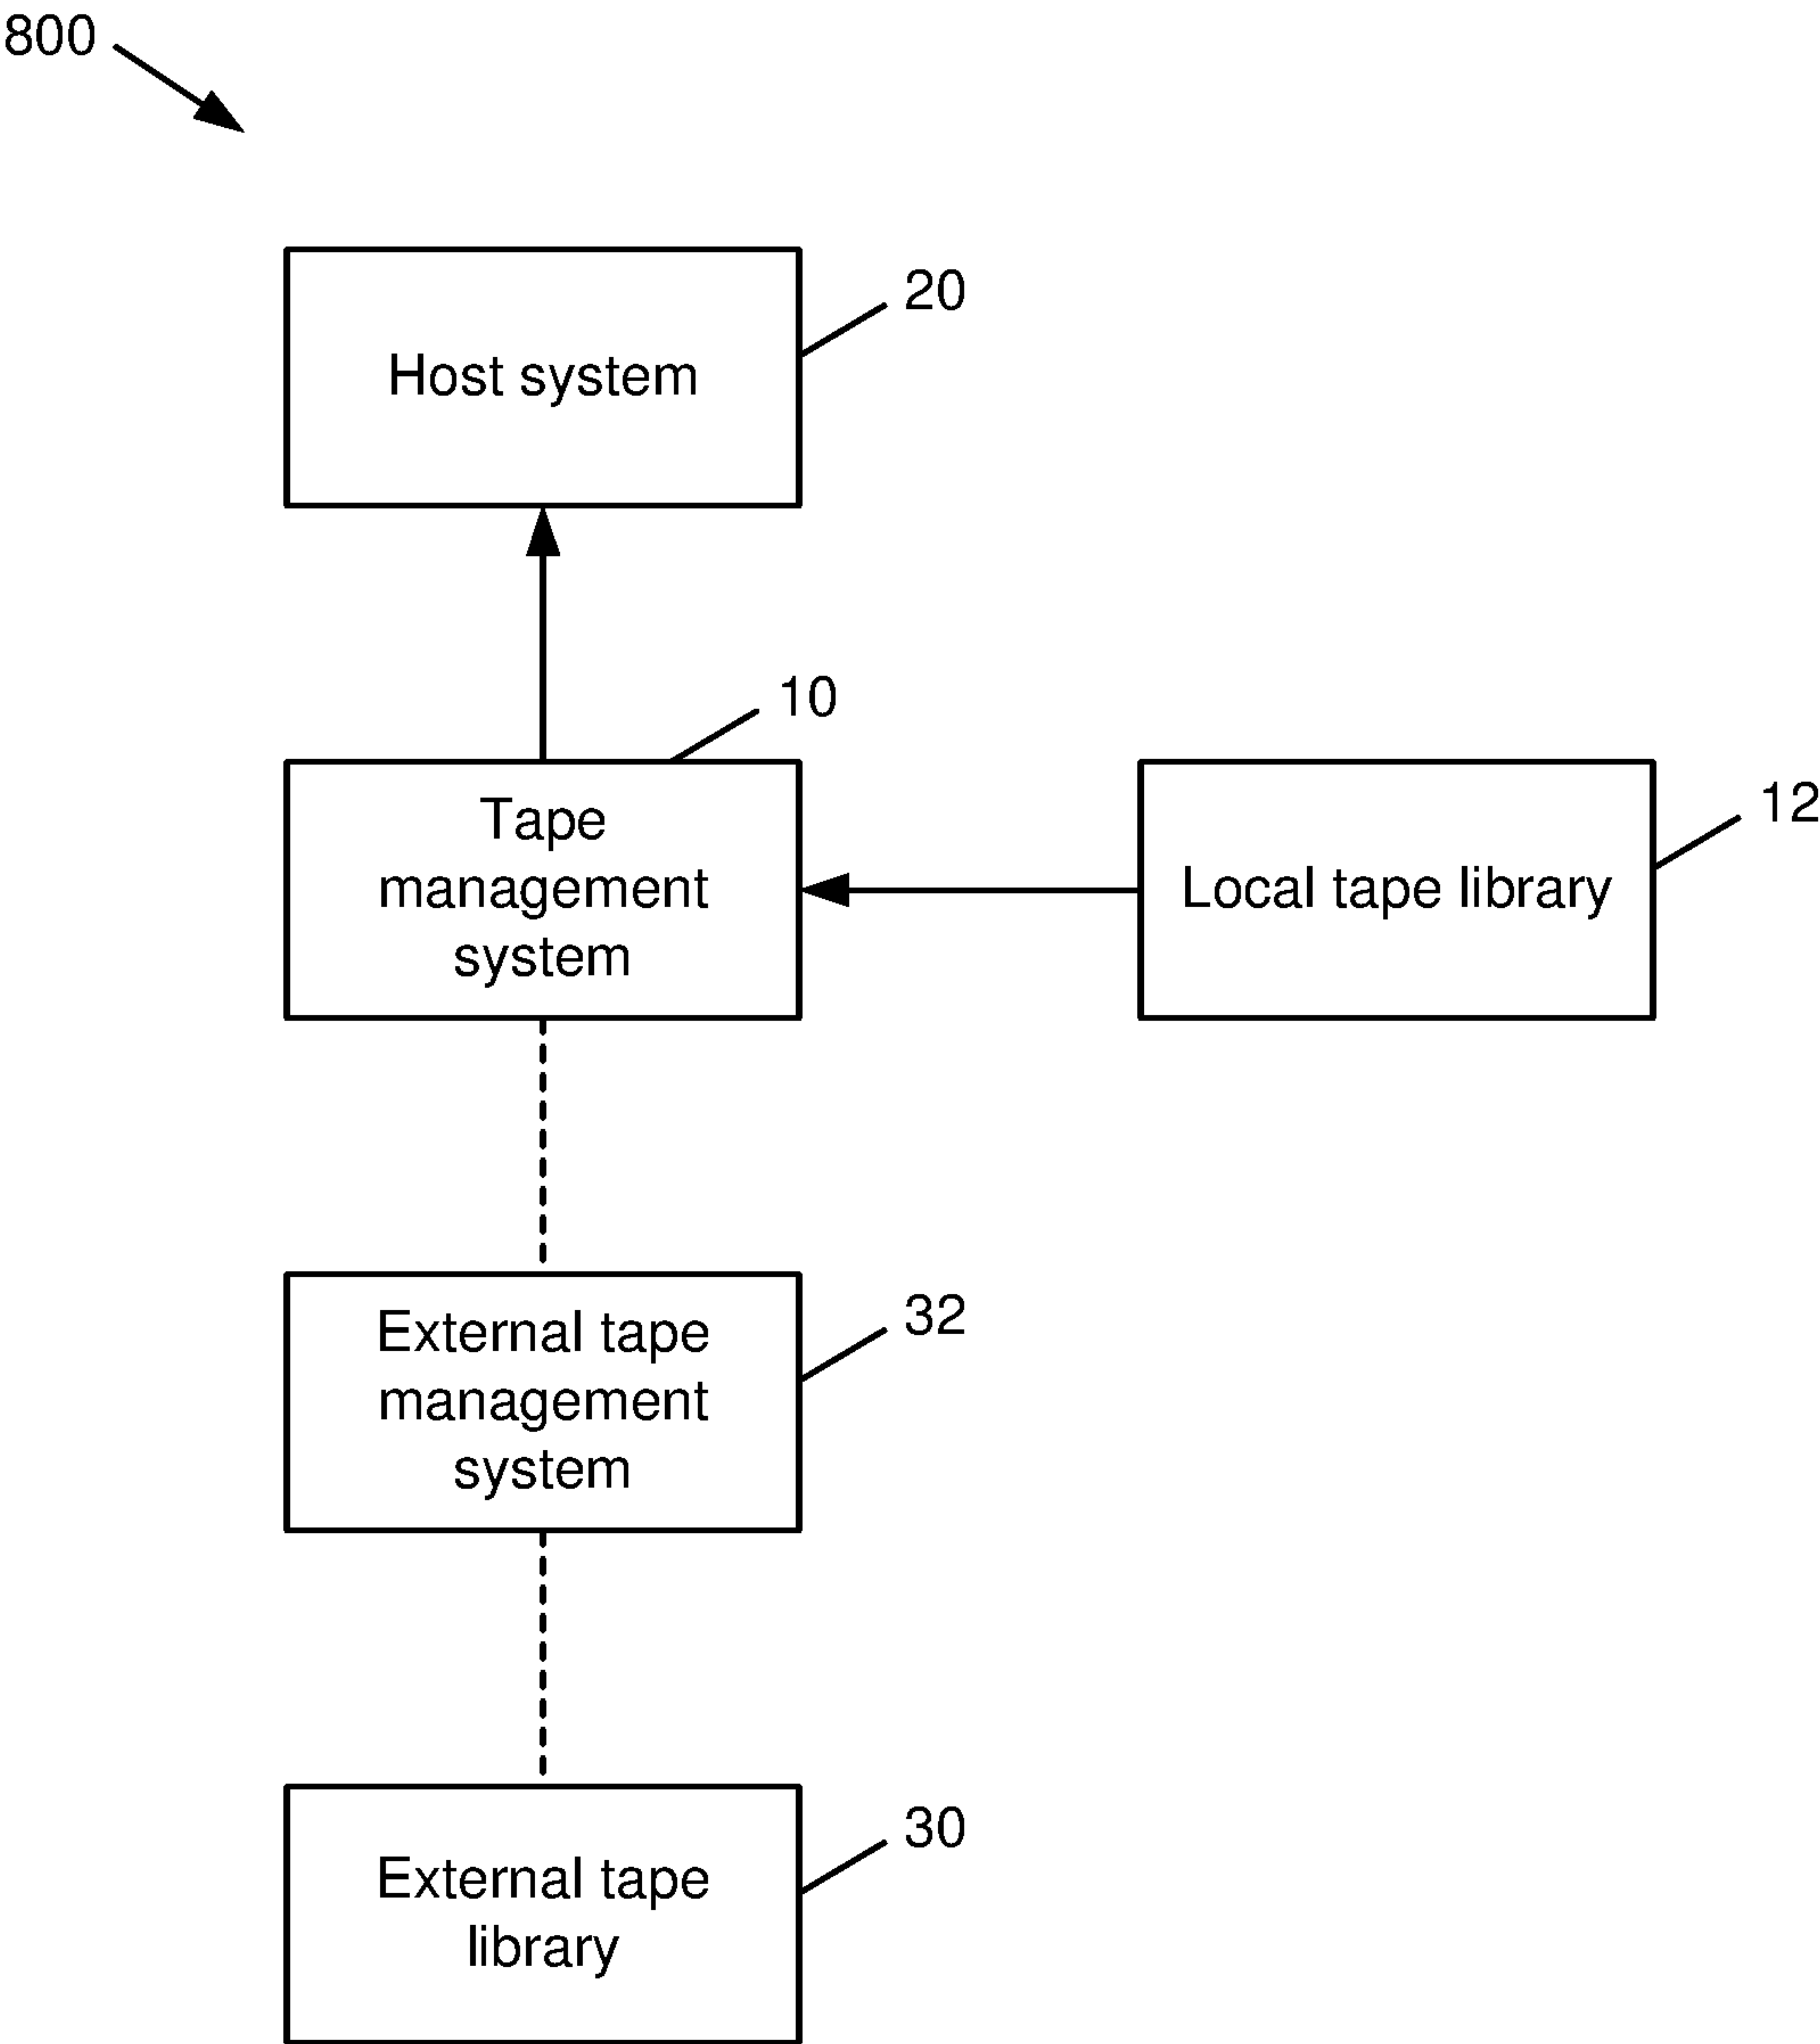 800
20
Host system
10
Tape
management
system
12
Local tape library
32
External tape
management
system
30
External tape
library